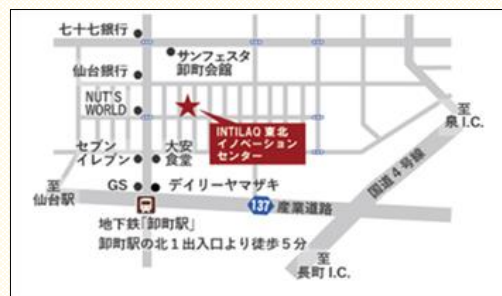 七十七銀行
サンフェスタ
卸町会館
仙台銀行
NUT'S
WORLD
INTILAQ 東北
イノベーション
センター
至
泉 I.C.
セブン
イレブン
大安
食堂
国道4号線
至
仙台駅
GS
デイリーヤマザキ
137 産業道路
地下鉄「卸町駅」
卸町駅の北1出入口より徒歩5分
至
長町 I.C.